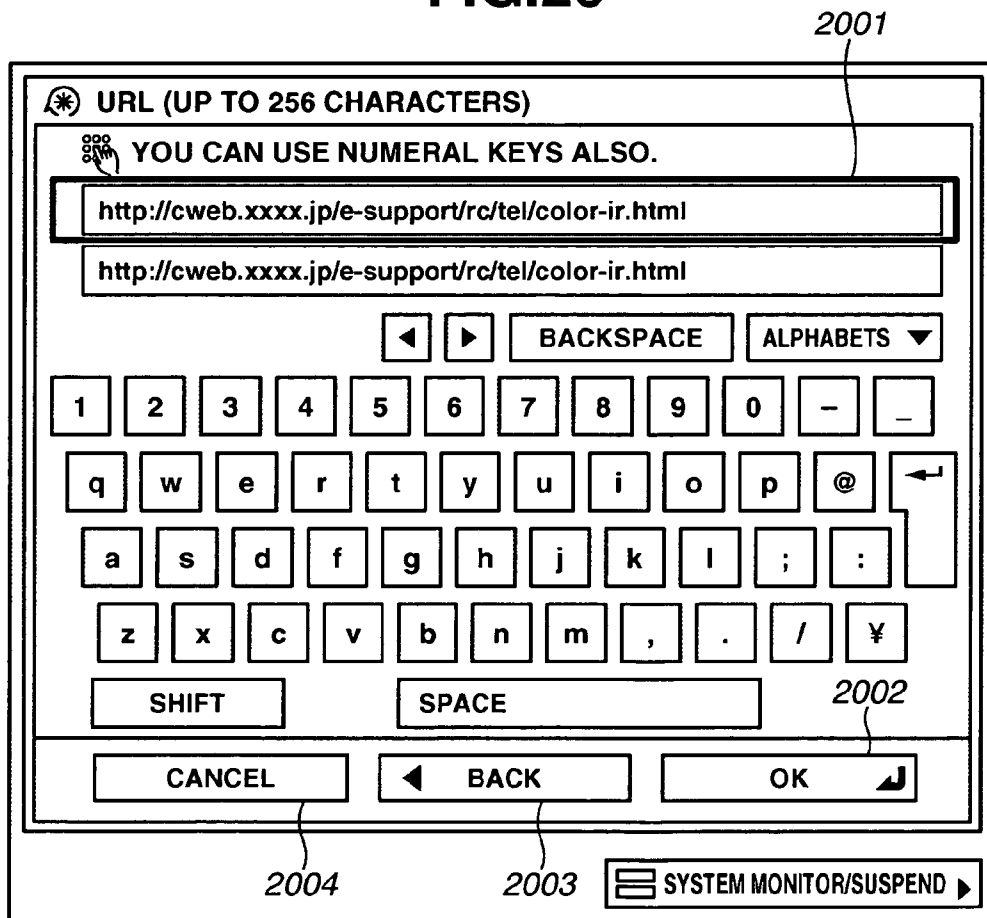 FIG.20
2001
URL (UP TO 256 CHARACTERS)
YOU CAN USE NUMERAL KEYS ALSO.
http://cweb.xxxx.jp/e-support/rc/tel/color-ir.html
http://cweb.xxxx.jp/e-support/rc/tel/color-ir.html
◀ ▶ BACKSPACE ALPHABETS ▼
1 2 3 4 5 6 7 8 9 0 – _
q w e r t y u i o p @
a s d f g h j k l ; :
z x c v b n m , . / ¥
SHIFT SPACE 2002
CANCEL ◀ BACK OK
2004 2003 SYSTEM MONITOR/SUSPEND ▶